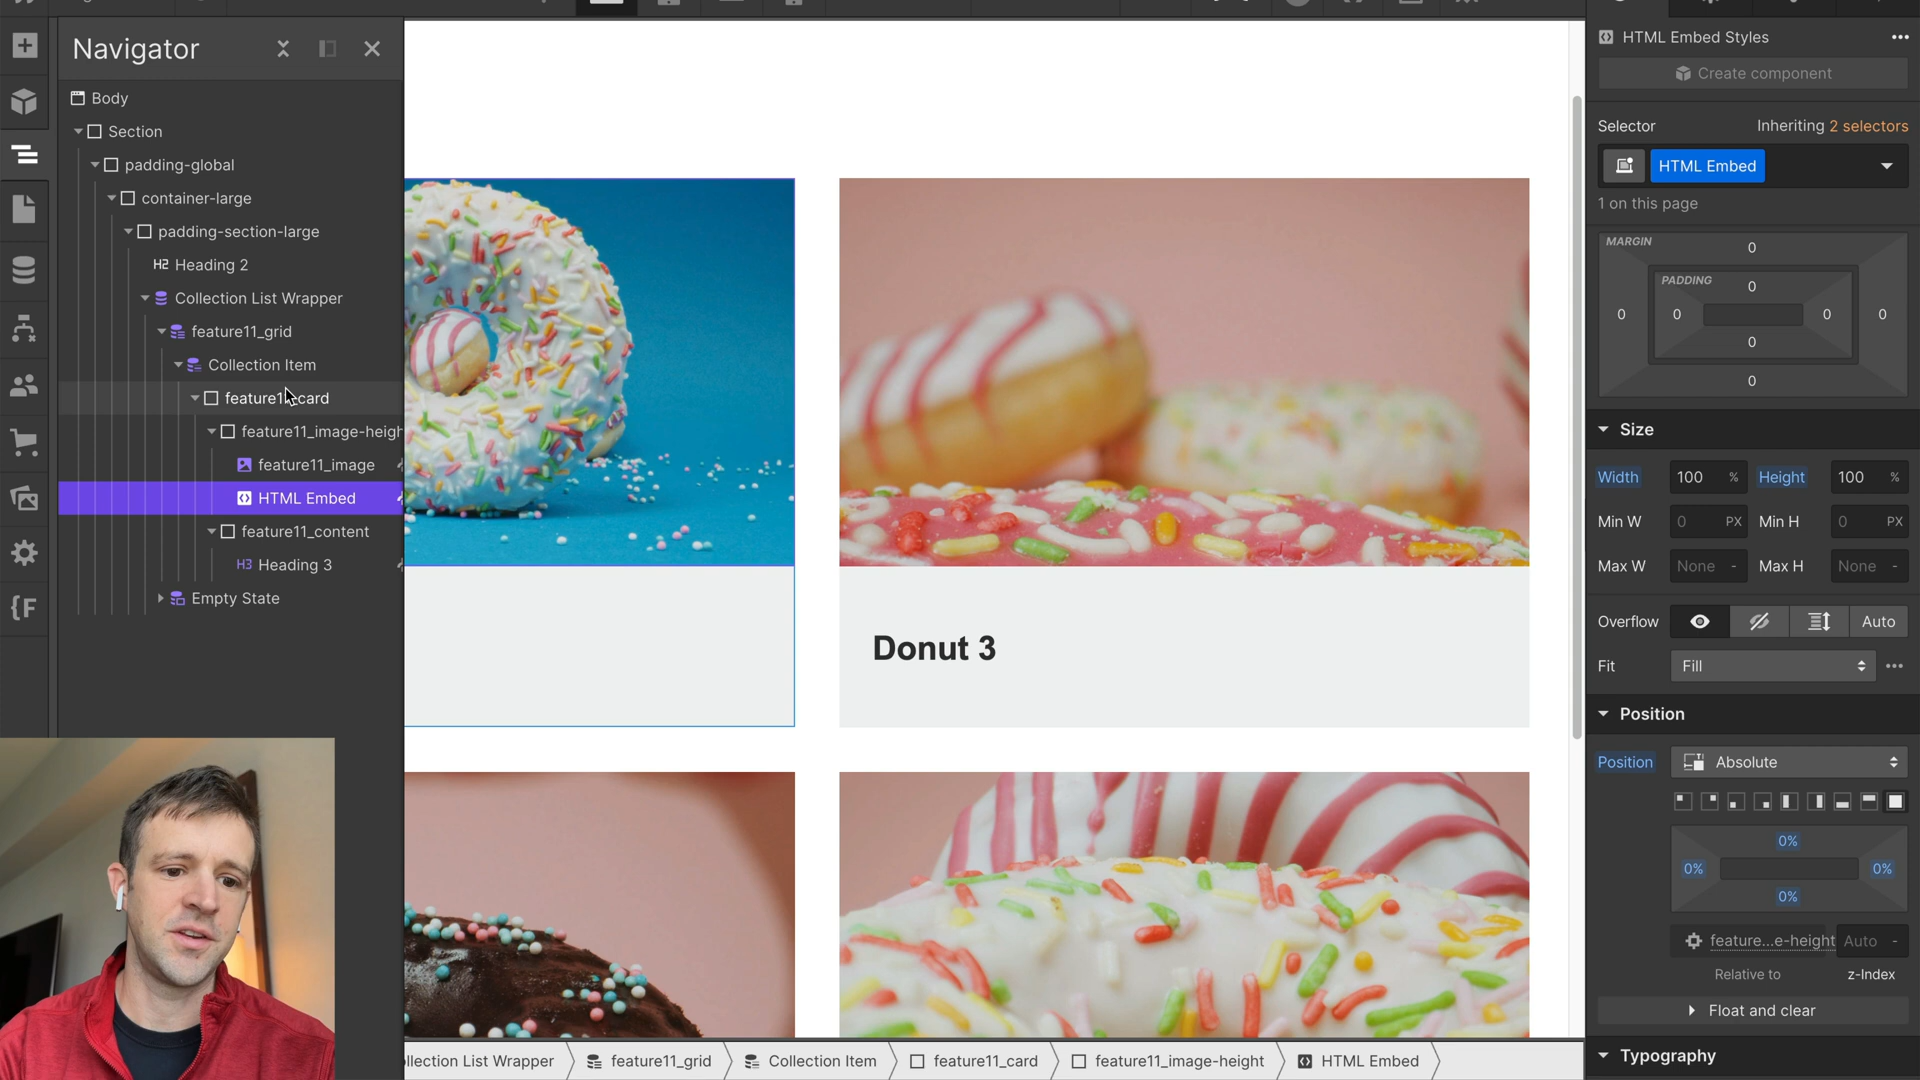 Navigator
Body
Section
padding-global
container-large
padding-section-large
H2 Heading 2
Collection List Wrapper
feature11_grid
Collection Item
feature11_card
feature11_image-heigh
feature11_image
HTML Embed
feature11_content
H3 Heading 3
Empty State
Donut 3
HTML Embed Styles
Create component
Selector Inheriting 2 selectors
HTML Embed
1 on this page
MARGIN 0
PADDING 0
0 0 0 0
0
0
Size
Width 100 % Height 100 %
Min W 0 PX Min H 0 PX
Max W None - Max H None -
Overflow Auto
Fit Fill
Position
Position Absolute
0%
0% 0%
0%
feature...e-height Auto -
Relative to z-Index
Float and clear
Typography
llection List Wrapper feature11_grid Collection Item feature11_card feature11_image-height HTML Embed